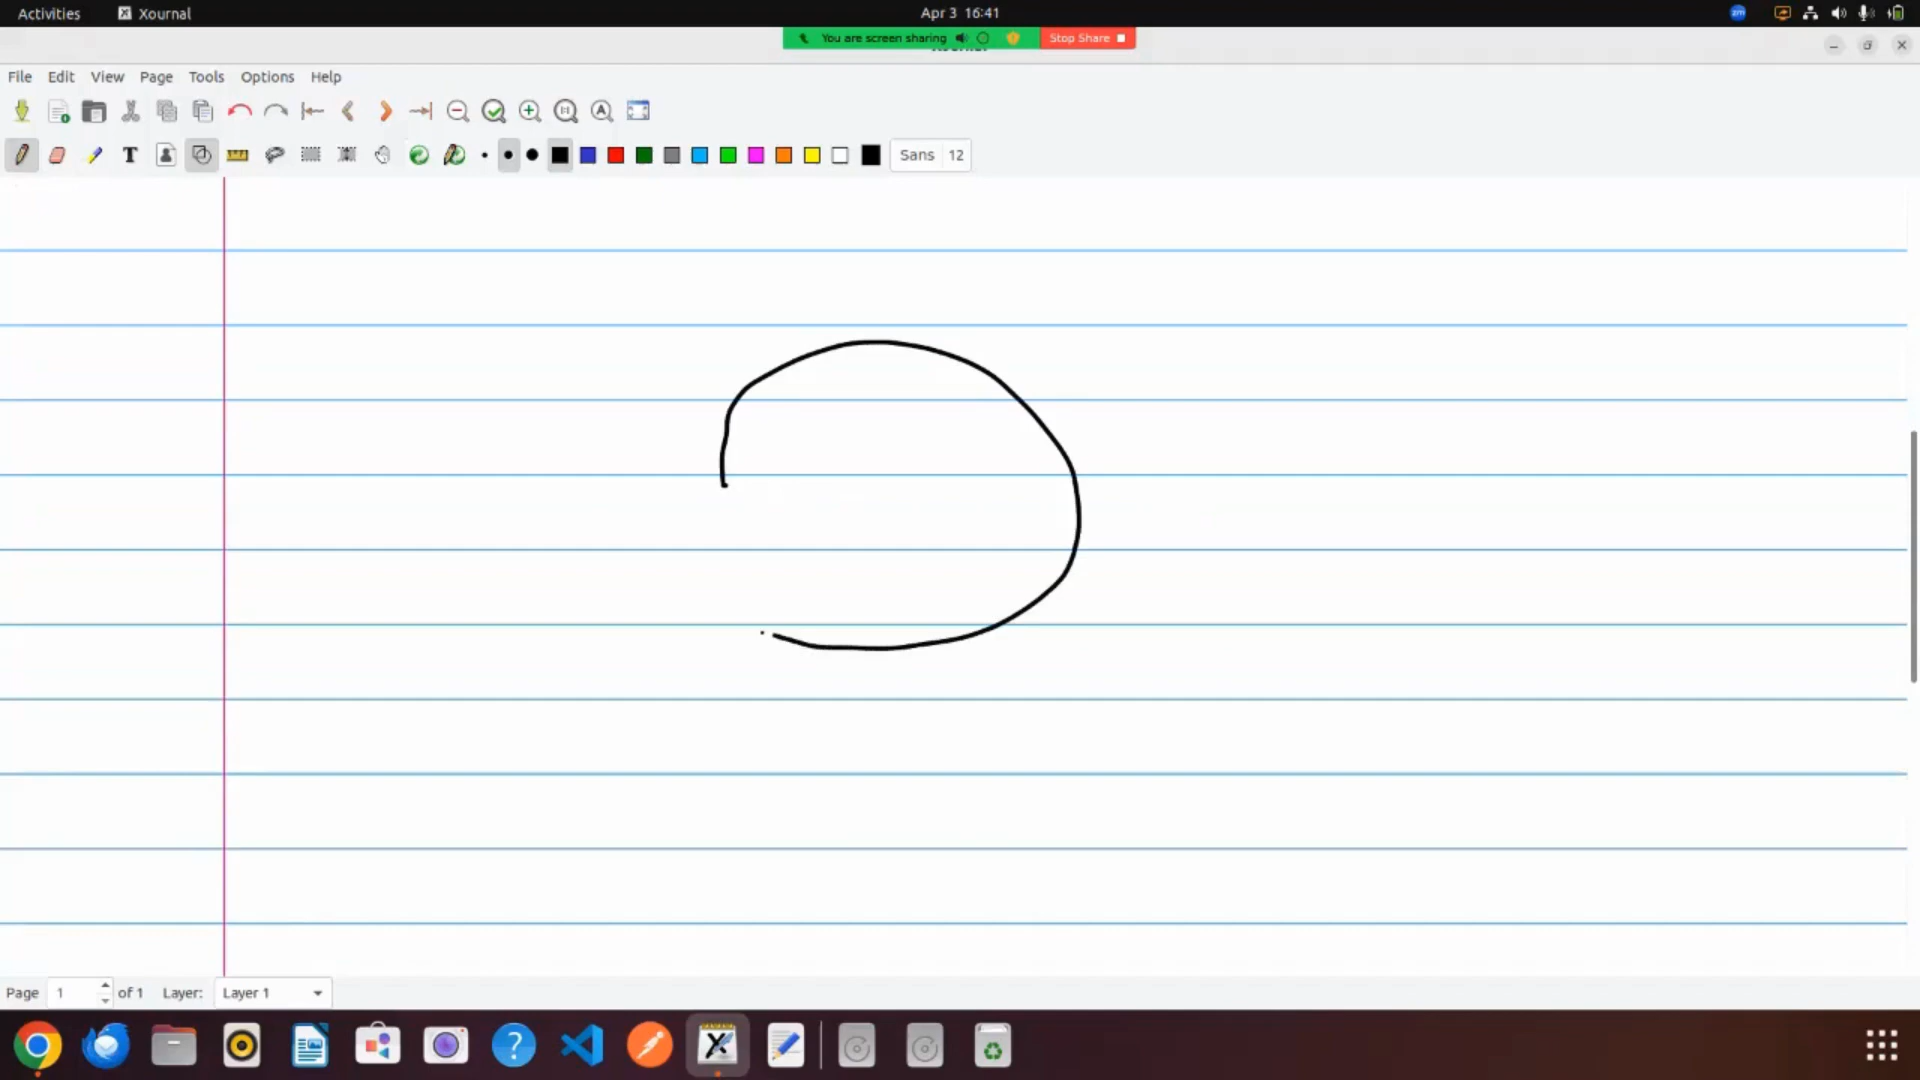 Activities Xournal Apr 3 16:41 zm
You are screen sharing Stop Share
File Edit View Page Tools Options Help
T Sans 12
Page 1 of 1 Layer: Layer 1